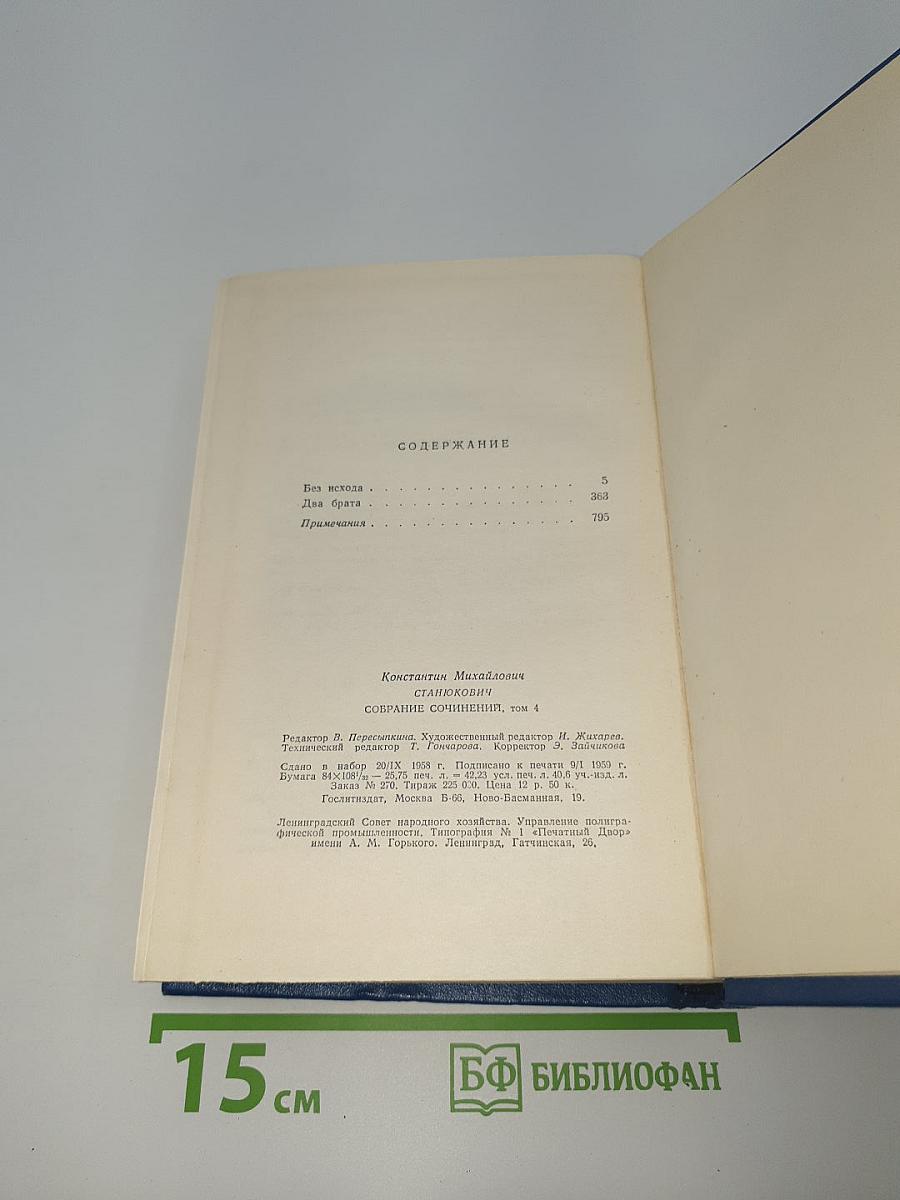 СОДЕРЖАНИЕ
Без исхода . . . . . . . . . . . . . . . 5
Два брата . . . . . . . . . . . . . . . 363
Примечания . . . . . . . . . . . . . . . 795
Константин Михайлович
СТАНЮКОВИЧ
СОБРАНИЕ СОЧИНЕНИЙ, том 4
Редактор В. Пересыпкина. Художественный редактор И. Жихарев.
Технический редактор Т. Гончарова. Корректор Э. Зайчикова
Сдано в набор 20/IX 1958 г. Подписано к печати 9/I 1959 г.
Бумага 84×108¹/₃₂ — 25,75 печ. л. = 42,23 усл. печ. л. 40,6 уч.-изд. л.
Заказ № 270. Тираж 225 000. Цена 12 р. 50 к.
Гослитиздат, Москва Б-66, Ново-Басманная, 19.
Ленинградский Совет народного хозяйства. Управление полигра-
фической промышленности. Типография № 1 «Печатный Двор»
имени А. М. Горького. Ленинград, Гатчинская, 26.
15 см
БФ БИБЛИОФАН